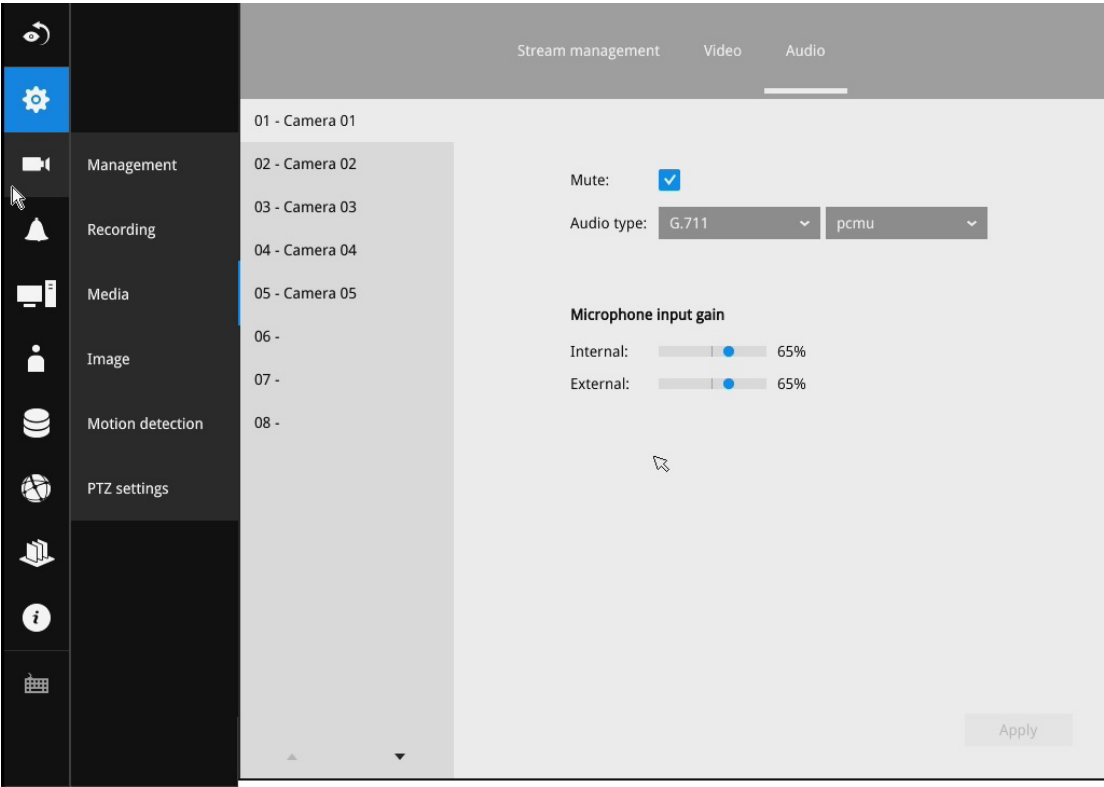 Stream management Video Audio
Management
Recording
Media
Image
Motion detection
PTZ settings
01 - Camera 01
02 - Camera 02
03 - Camera 03
04 - Camera 04
05 - Camera 05
06 -
07 -
08 -
Mute:
Audio type: G.711 pcmu
Microphone input gain
Internal: 65%
External: 65%
Apply